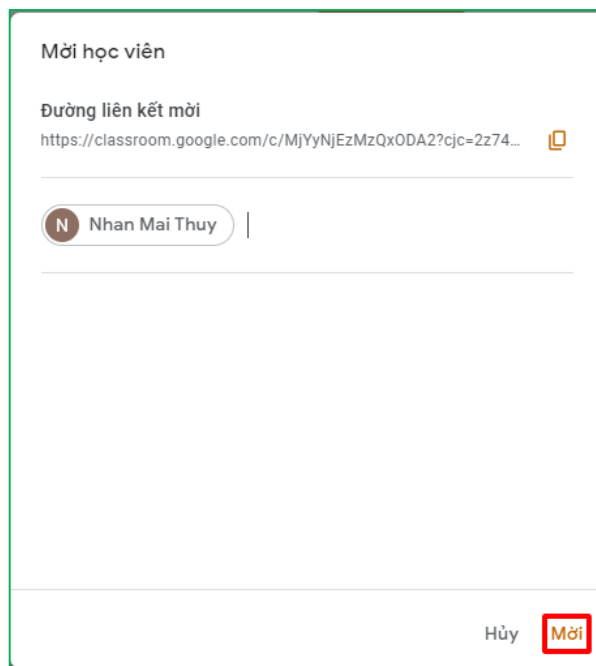 Mời học viên
Đường liên kết mời
https://classroom.google.com/c/MjYyNjEzMzQxODA2?cjc=2z74...
N Nhan Mai Thuy
Hủy Mời